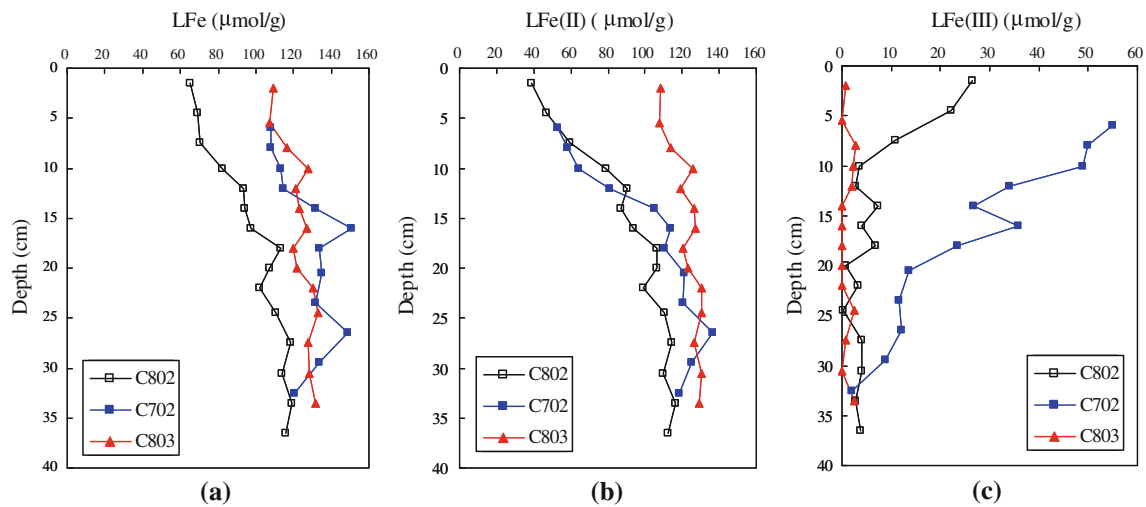 LFe (μmol/g)
0 20 40 60 80 100 120 140 160
0
5
10
15
20
25
30
35
40
Depth (cm)
C802
C702
C803
(a)
LFe(II) ( μmol/g)
0 20 40 60 80 100 120 140 160
0
5
10
15
20
25
30
35
40
Depth (cm)
C802
C702
C803
(b)
LFe(III) (μmol/g)
0 10 20 30 40 50 60
0
5
10
15
20
25
30
35
40
Depth (cm)
C802
C702
C803
(c)